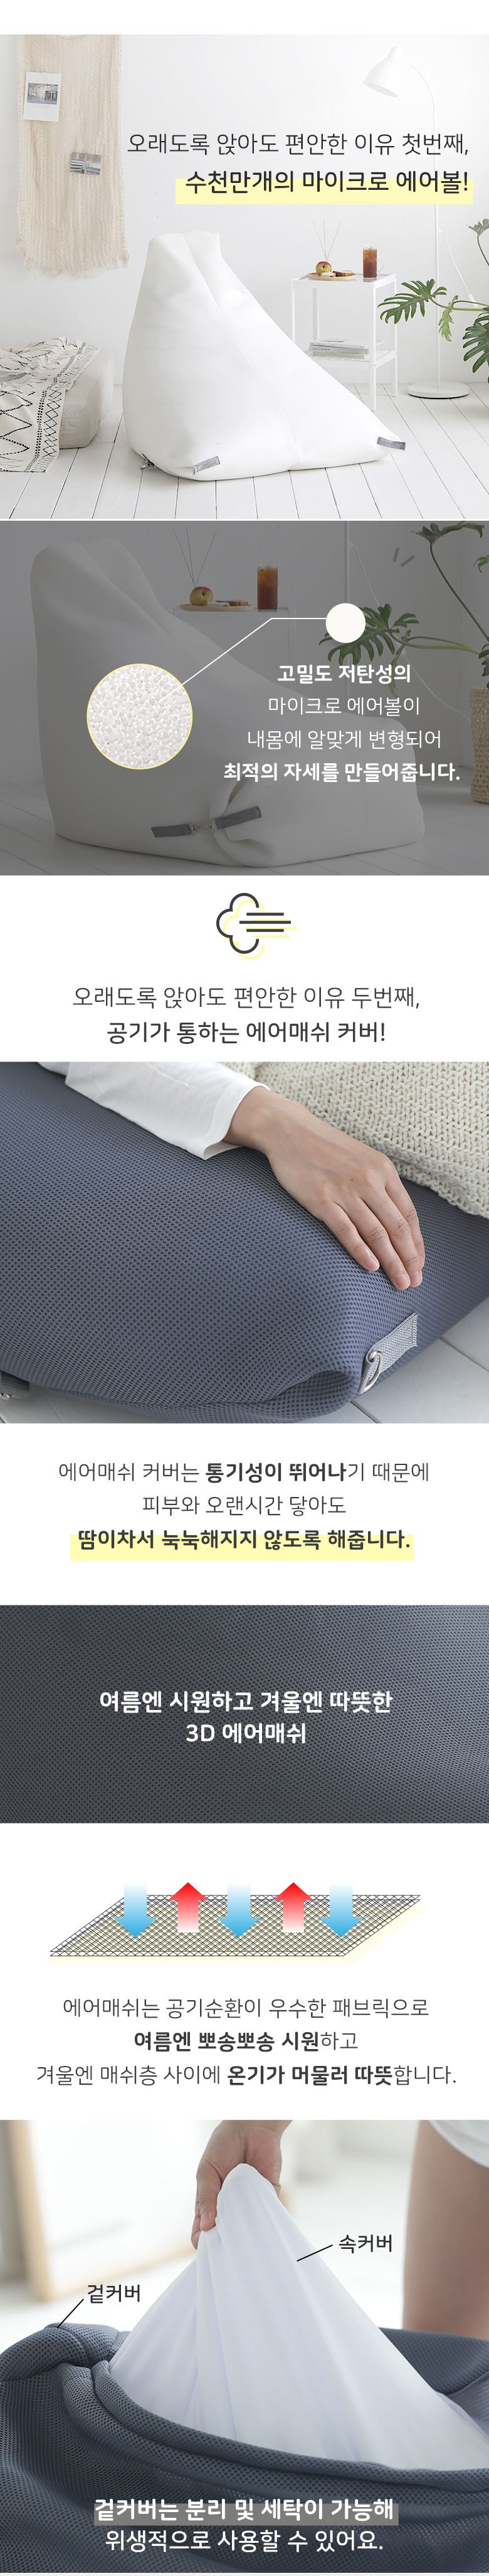 오래도록 앉아도 편안한 이유 첫번째,
수천만개의 마이크로 에어볼!
고밀도 저탄성의
마이크로 에어볼이
내몸에 알맞게 변형되어
최적의 자세를 만들어줍니다.
오래도록 앉아도 편안한 이유 두번째,
공기가 통하는 에어매쉬 커버!
에어매쉬 커버는 통기성이 뛰어나기 때문에
피부와 오랜시간 닿아도
땀이차서 눅눅해지지 않도록 해줍니다.
여름엔 시원하고 겨울엔 따뜻한
3D 에어매쉬
에어매쉬는 공기순환이 우수한 패브릭으로
여름엔 뽀송뽀송 시원하고
겨울엔 매쉬층 사이에 온기가 머물러 따뜻합니다.
속커버
겉커버
겉커버는 분리 및 세탁이 가능해
위생적으로 사용할 수 있어요.